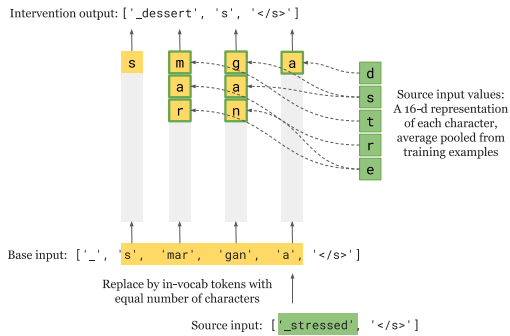 Intervention output: ['_dessert', 's', '</s>']
s m g a d
a a s
r n t
r
e
Source input values:
A 16-d representation
of each character,
average pooled from
training examples
Base input: ['_', 's', 'mar', 'gan', 'a', '</s>']
Replace by in-vocab tokens with
equal number of characters
Source input: ['_stressed', '</s>']